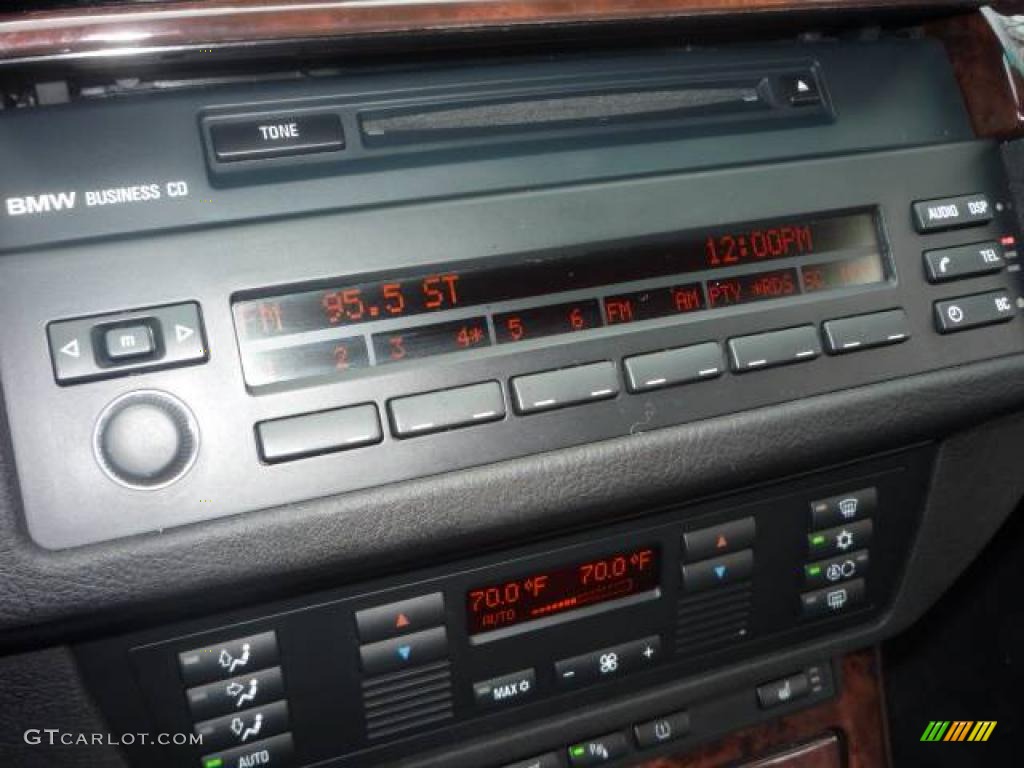 TONE
BMW BUSINESS CD
AUDIO DSP
12:00PM
FM 95.5 ST
TEL
2 3 4* 5 6 FM AM PTY *RDS
m
BC
70.0°F 70.0°F
AUTO
- +
MAX
AUTO
GTCARLOT.COM